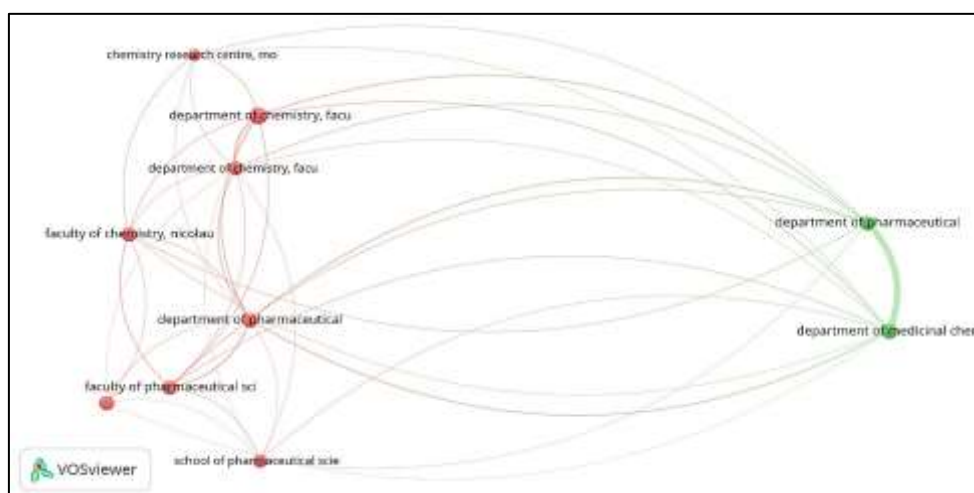 chemistry research centre, mo
department of chemistry, facu
department of chemistry, facu
department of pharmaceutical
faculty of chemistry, nicolau
department of pharmaceutical
department of medicinal chem
faculty of pharmaceutical sci
school of pharmaceutical scie
VOSviewer